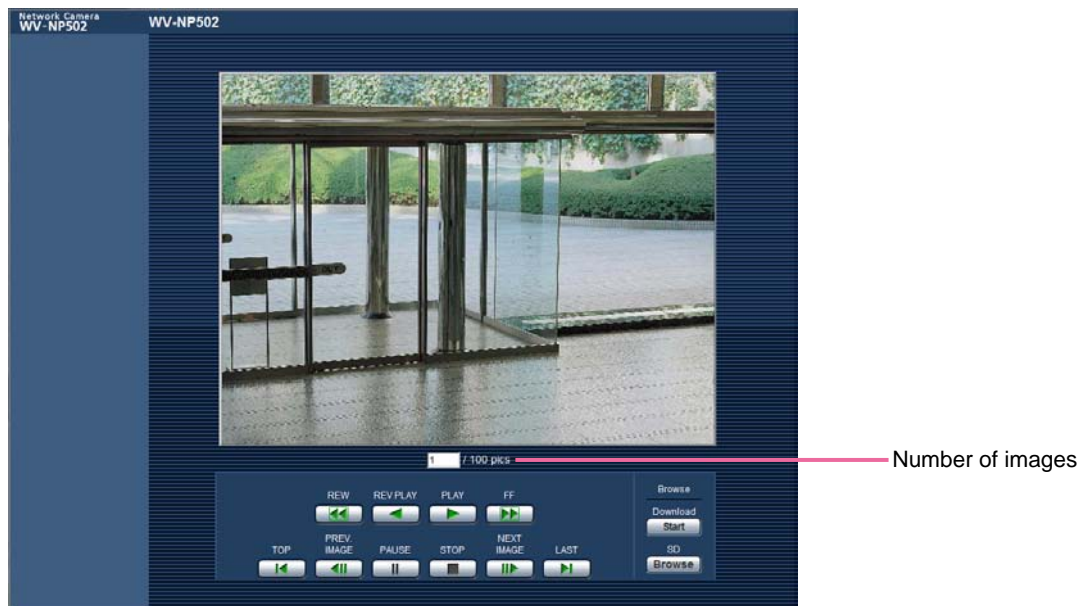 Network Camera
WV-NP502
WV-NP502
1 / 100 pics
Number of images
REW REV PLAY PLAY FF
Browse
Download
Start
TOP PREV. IMAGE PAUSE STOP NEXT IMAGE LAST
SD
Browse